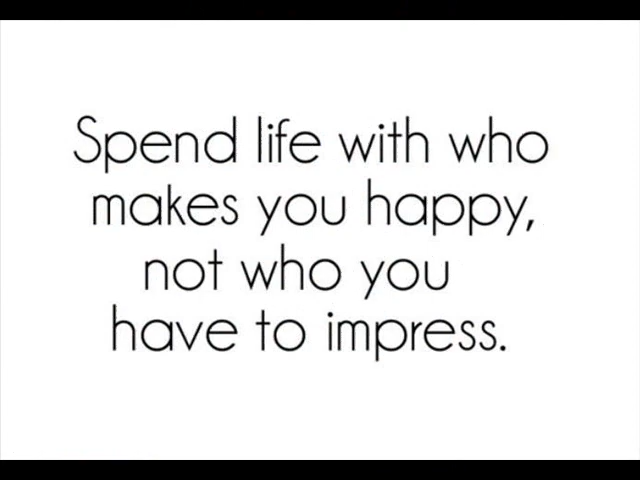 Spend life with who
makes you happy,
not who you
have to impress.